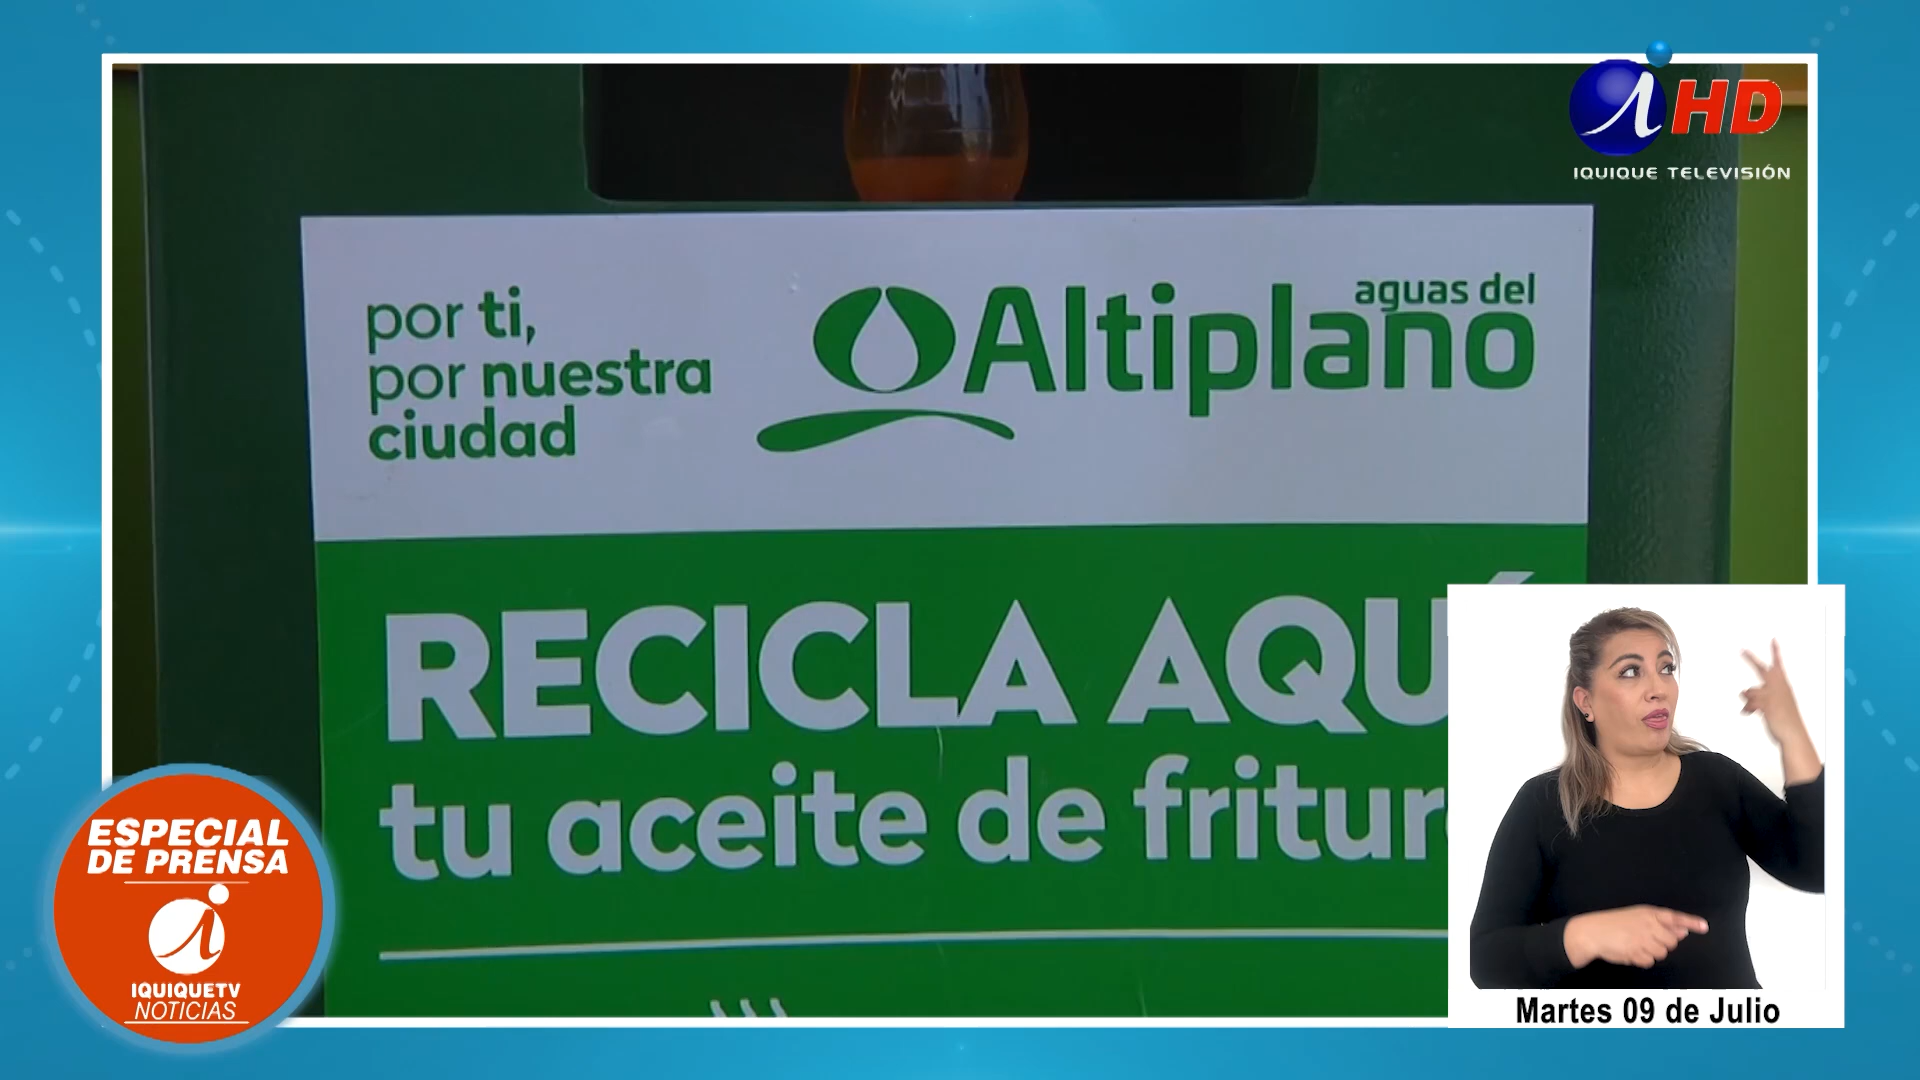 HD
IQUIQUE TELEVISIÓN
por ti,
por nuestra
ciudad
aguas del
Altiplano
RECICLA AQU
tu aceite de fritur
ESPECIAL
DE PRENSA
IQUIQUETV
NOTICIAS
Martes 09 de Julio